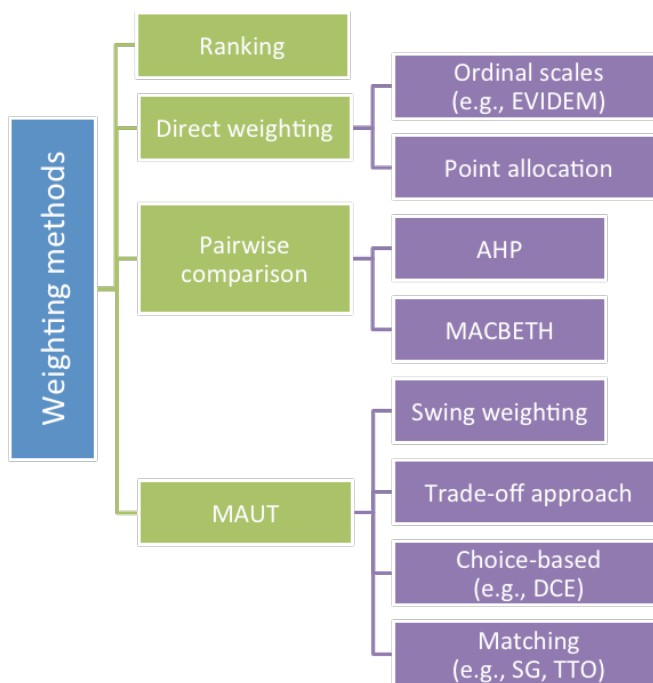 Weighting methods
Ranking
Direct weighting
Ordinal scales
(e.g., EVIDEM)
Point allocation
Pairwise
comparison
AHP
MACBETH
MAUT
Swing weighting
Trade-off approach
Choice-based
(e.g., DCE)
Matching
(e.g., SG, TTO)